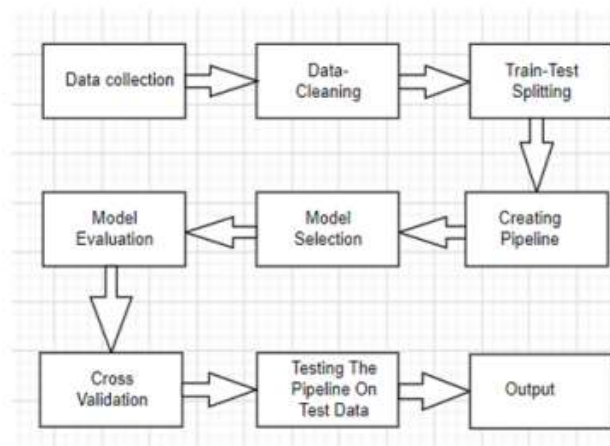 Data collection
Data-
Cleaning
Train-Test
Splitting
Creating
Pipeline
Model
Selection
Model
Evaluation
Cross
Validation
Testing The
Pipeline On
Test Data
Output